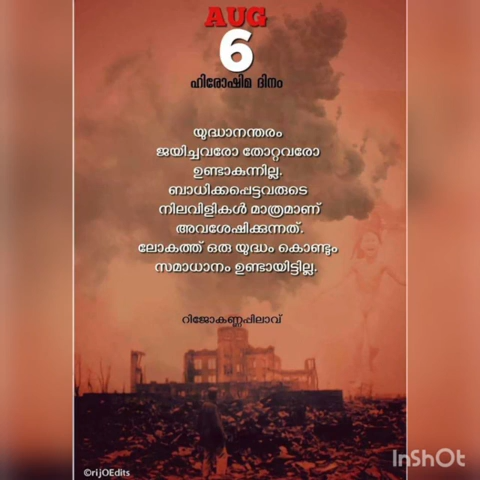 AUG
6
ഹിരോഷിമ ദിനം
യുദ്ധാനന്തരം
ജയിച്ചവരോ തോറ്റവരോ
ഉണ്ടാകുന്നില്ല.
ബാധിക്കപ്പെട്ടവരുടെ
നിലവിളികൾ മാത്രമാണ്
അവശേഷിക്കുന്നത്.
ലോകത്ത് ഒരു യുദ്ധം കൊണ്ടും
സമാധാനം ഉണ്ടായിട്ടില്ല.
റിജോകണ്ണപ്പിലാവ്
©rijOEdits
InShOt